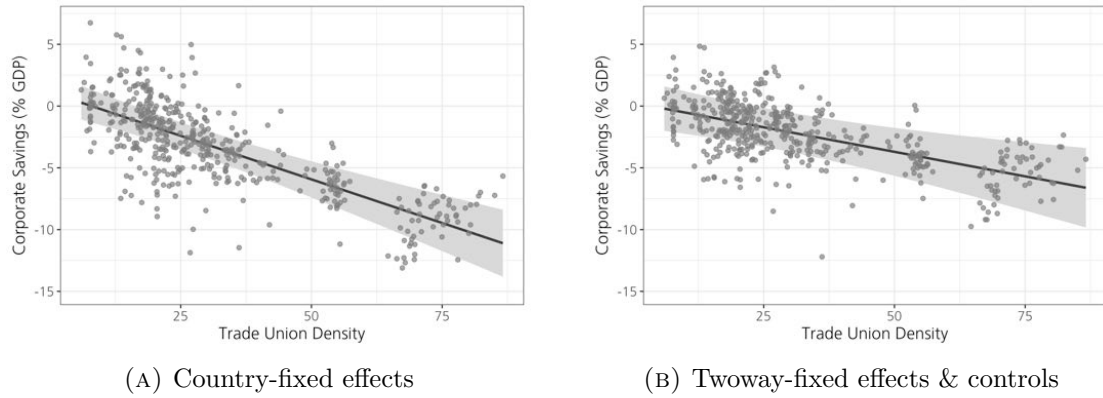 Corporate Savings (% GDP)
5
0
-5
-10
-15
25
50
75
Trade Union Density
(A) Country-fixed effects
Corporate Savings (% GDP)
5
0
-5
-10
-15
25
50
75
Trade Union Density
(B) Twoway-fixed effects & controls